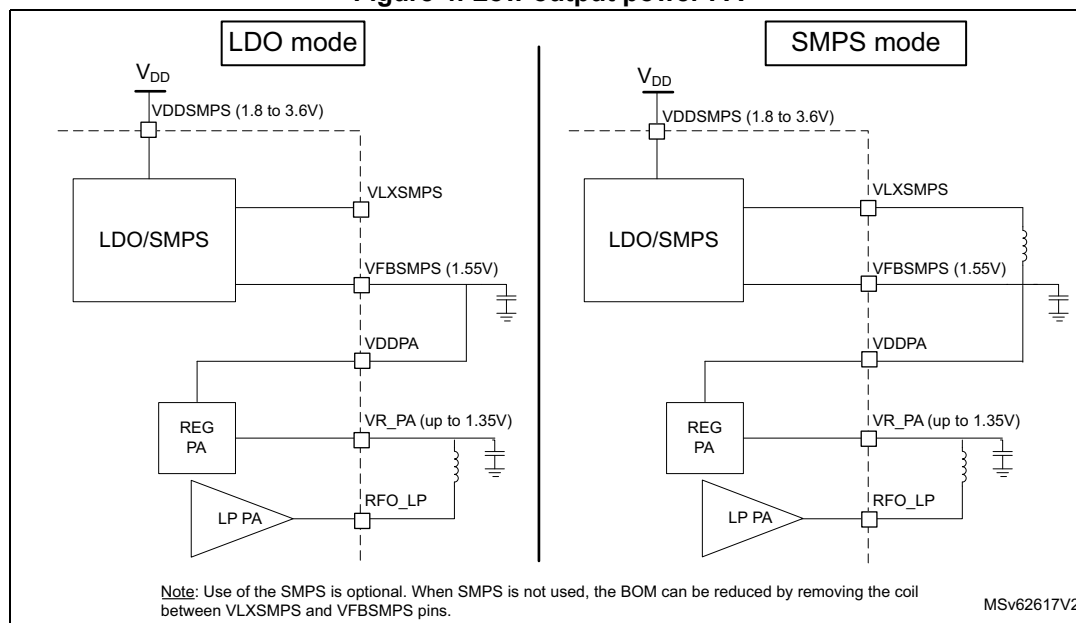 LDO mode
VDD
VDDSMPS (1.8 to 3.6V)
VLXSMPS
LDO/SMPS
VFBSMPS (1.55V)
VDDPA
REG
PA
VR_PA (up to 1.35V)
RFO_LP
LP PA
SMPS mode
VDD
VDDSMPS (1.8 to 3.6V)
VLXSMPS
LDO/SMPS
VFBSMPS (1.55V)
VDDPA
REG
PA
VR_PA (up to 1.35V)
RFO_LP
LP PA
Note: Use of the SMPS is optional. When SMPS is not used, the BOM can be reduced by removing the coil
between VLXSMPS and VFBSMPS pins.
MSv62617V2